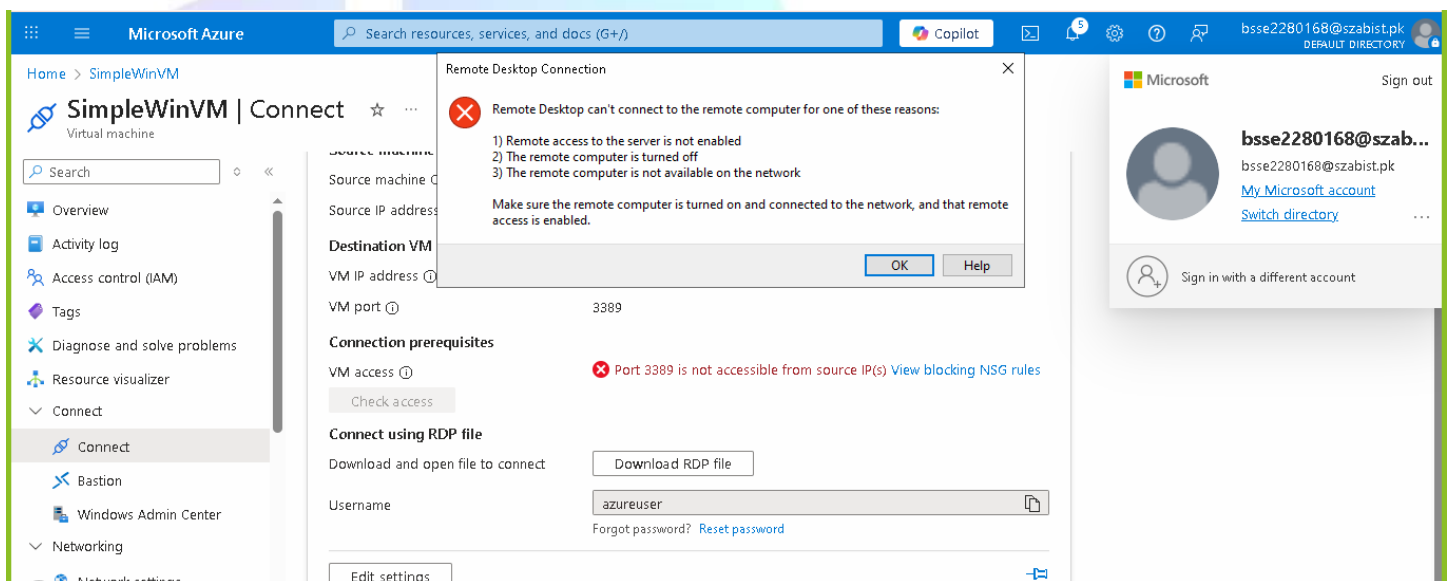 Microsoft Azure
Search resources, services, and docs (G+/)
Copilot
5
bsse2280168@szabist.pk
DEFAULT DIRECTORY
Home > SimpleWinVM
SimpleWinVM | Connect
Virtual machine
Search
Overview
Activity log
Access control (IAM)
Tags
Diagnose and solve problems
Resource visualizer
Connect
Connect
Bastion
Windows Admin Center
Networking
Source machine
Source IP address
Destination VM
VM IP address
VM port
3389
Connection prerequisites
VM access
Port 3389 is not accessible from source IP(s) View blocking NSG rules
Check access
Connect using RDP file
Download and open file to connect
Download RDP file
Username
azureuser
Forgot password? Reset password
Edit settings
Remote Desktop Connection
Remote Desktop can't connect to the remote computer for one of these reasons:
1) Remote access to the server is not enabled
2) The remote computer is turned off
3) The remote computer is not available on the network
Make sure the remote computer is turned on and connected to the network, and that remote
access is enabled.
OK
Help
Microsoft
Sign out
bsse2280168@szab...
bsse2280168@szabist.pk
My Microsoft account
Switch directory
...
Sign in with a different account